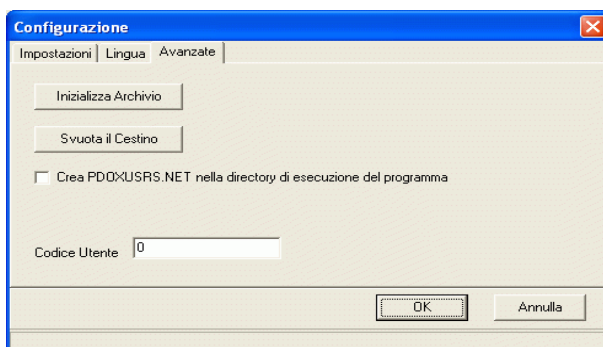 Configurazione
Impostazioni Lingua Avanzate
Inizializza Archivio
Svuota il Cestino
Crea PDOXUSRS.NET nella directory di esecuzione del programma
Codice Utente 0
OK Annulla